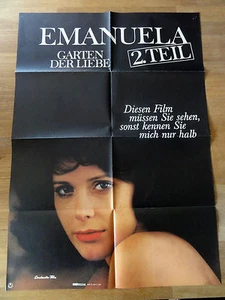 EMANUELA
GARTEN
DER LIEBE
2. TEIL
Diesen Film
müssen Sie sehen,
sonst kennen Sie
mich nur halb